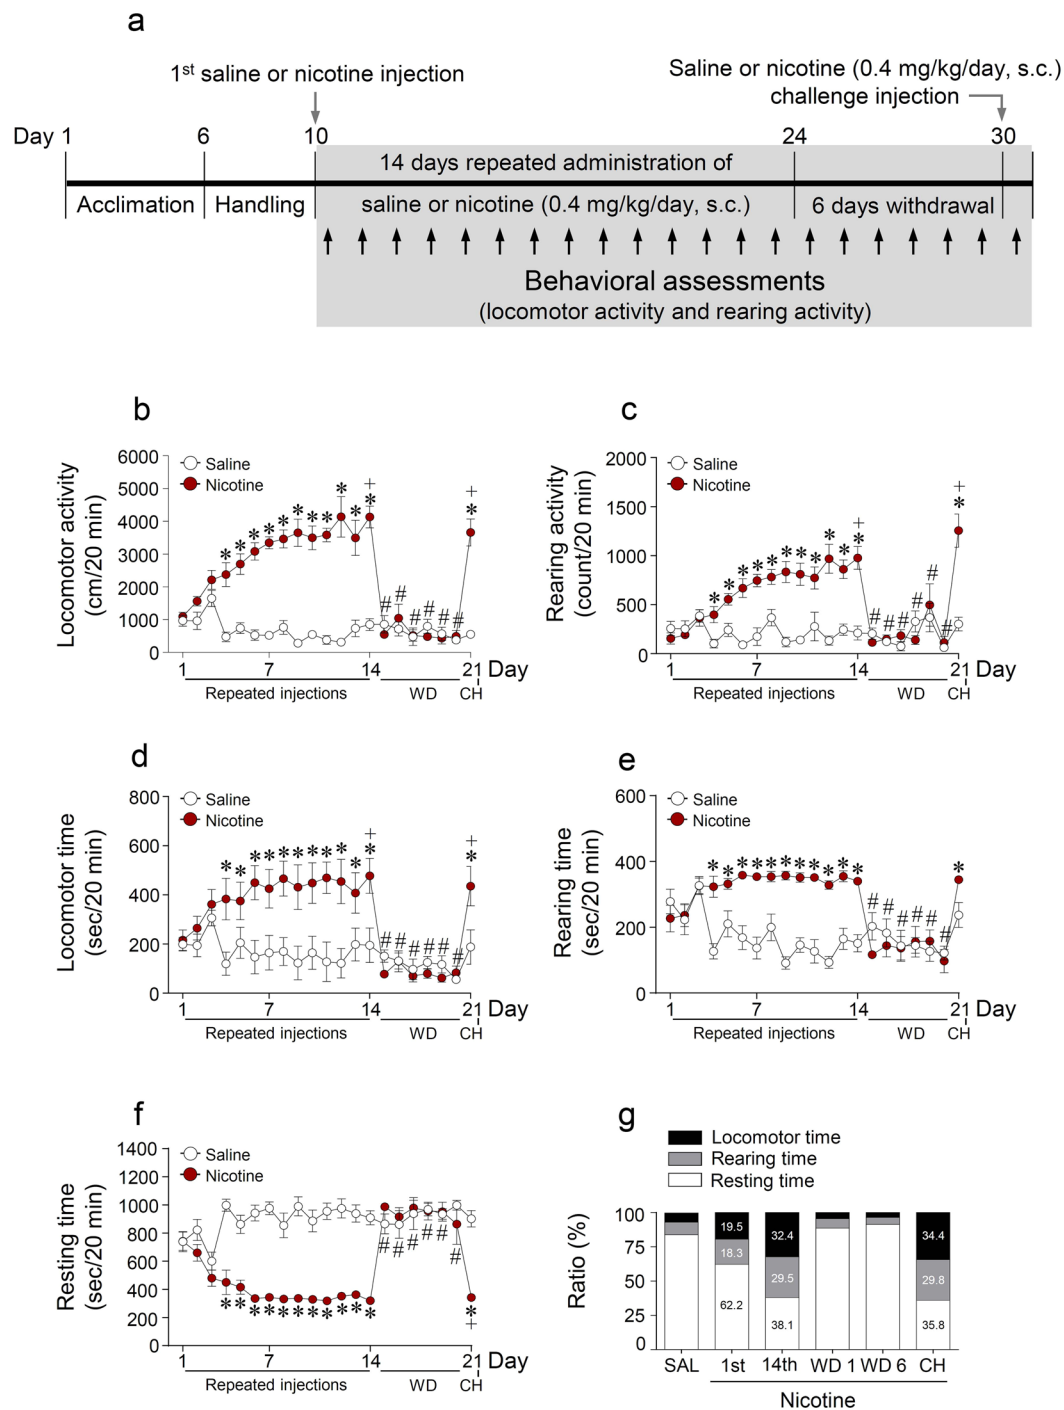 a
1st saline or nicotine injection
Saline or nicotine (0.4 mg/kg/day, s.c.)
challenge injection
Day 1 6 10 24 30
14 days repeated administration of
Acclimation Handling saline or nicotine (0.4 mg/kg/day, s.c.) 6 days withdrawal
Behavioral assessments
(locomotor activity and rearing activity)
b
Locomotor activity
(cm/20 min)
6000
5000
4000
3000
2000
1000
0
Saline
Nicotine
* * * * * * * * * * * +
# # # # # #
+
*
1 7 14 21 Day
Repeated injections WD CH
c
Rearing activity
(count/20 min)
2000
1500
1000
500
0
Saline
Nicotine
* * * * * * * * * * * +
# # # # # #
+
*
1 7 14 21 Day
Repeated injections WD CH
d
Locomotor time
(sec/20 min)
800
600
400
200
0
Saline
Nicotine
* * * * * * * * * * * +
# # # # # #
+
*
1 7 14 21 Day
Repeated injections WD CH
e
Rearing time
(sec/20 min)
600
400
200
0
Saline
Nicotine
* * * * * * * * * * *
# # # # # #
*
1 7 14 21 Day
Repeated injections WD CH
f
Resting time
(sec/20 min)
1400
1200
1000
800
600
400
200
0
Saline
Nicotine
# # # # # #
* * * * * * * * * * *
*
+
1 7 14 21 Day
Repeated injections WD CH
g
Locomotor time
Rearing time
Resting time
Ratio (%)
100
75
50
25
0
19.5
18.3
62.2
32.4
29.5
38.1
34.4
29.8
35.8
SAL 1st 14th WD 1 WD 6 CH
Nicotine